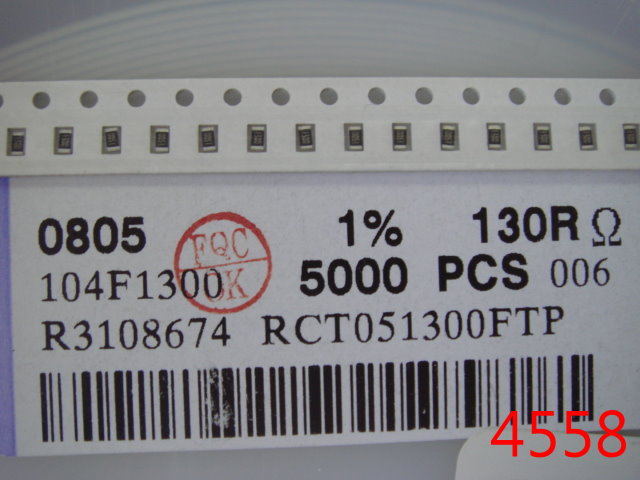 0805 1% 130R Ω
FQC
OK
104F1300 5000 PCS 006
R3108674 RCT051300FTP
4558